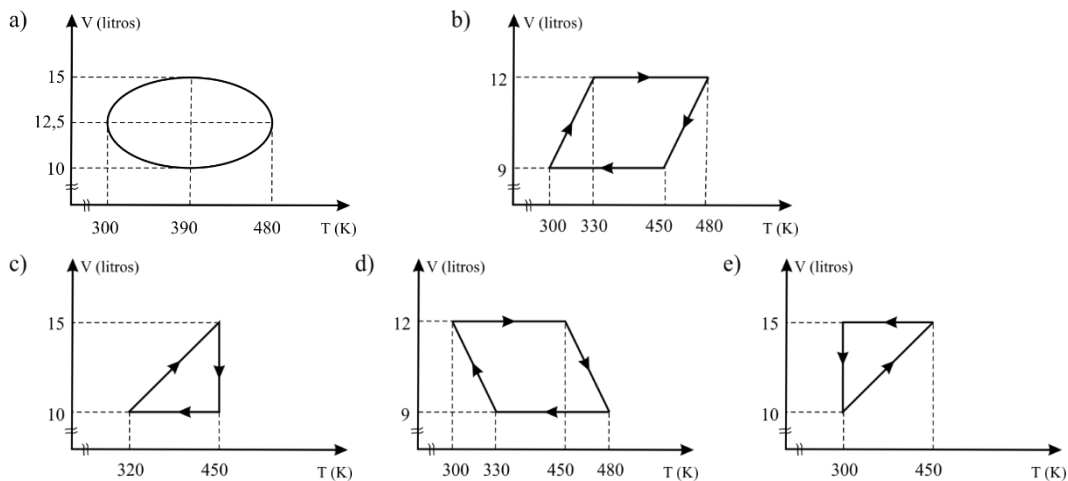 a)
V (litros)
15
12,5
10
300 390 480 T (K)
b)
V (litros)
12
9
300 330 450 480 T (K)
c)
V (litros)
15
10
320 450 T (K)
d)
V (litros)
12
9
300 330 450 480 T (K)
e)
V (litros)
15
10
300 450 T (K)